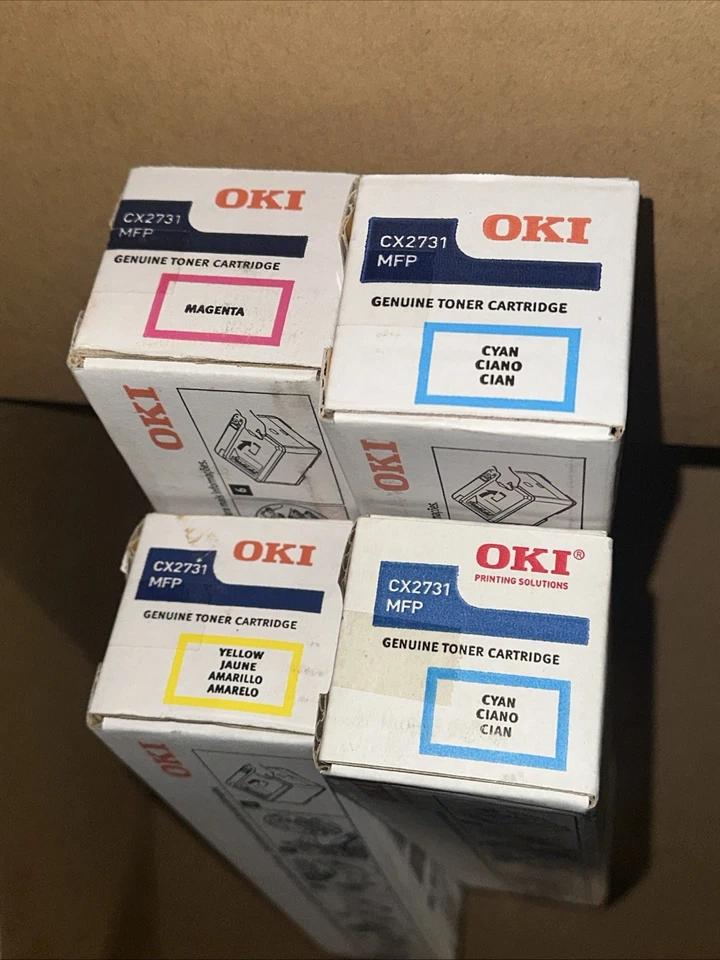 OKI
CX2731
MFP
GENUINE TONER CARTRIDGE
MAGENTA
OKI
OKI
CX2731
MFP
GENUINE TONER CARTRIDGE
CYAN
CIANO
CIAN
OKI
OKI
CX2731
MFP
GENUINE TONER CARTRIDGE
YELLOW
JAUNE
AMARILLO
AMARELO
OKI
OKI®
PRINTING SOLUTIONS
CX2731
MFP
GENUINE TONER CARTRIDGE
CYAN
CIANO
CIAN